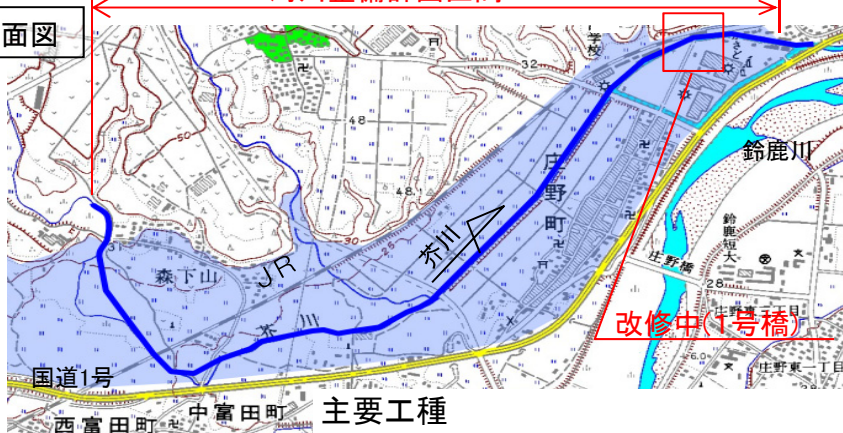 面図
学校
32
48
50
48
30
25
鈴鹿川
庄野町
芥川
JR
森下山
芥川
鈴鹿短大
庄野橋
28
改修中(1号橋)
庄野東一丁目
国道1号
中富田町
西富田町
主要工種